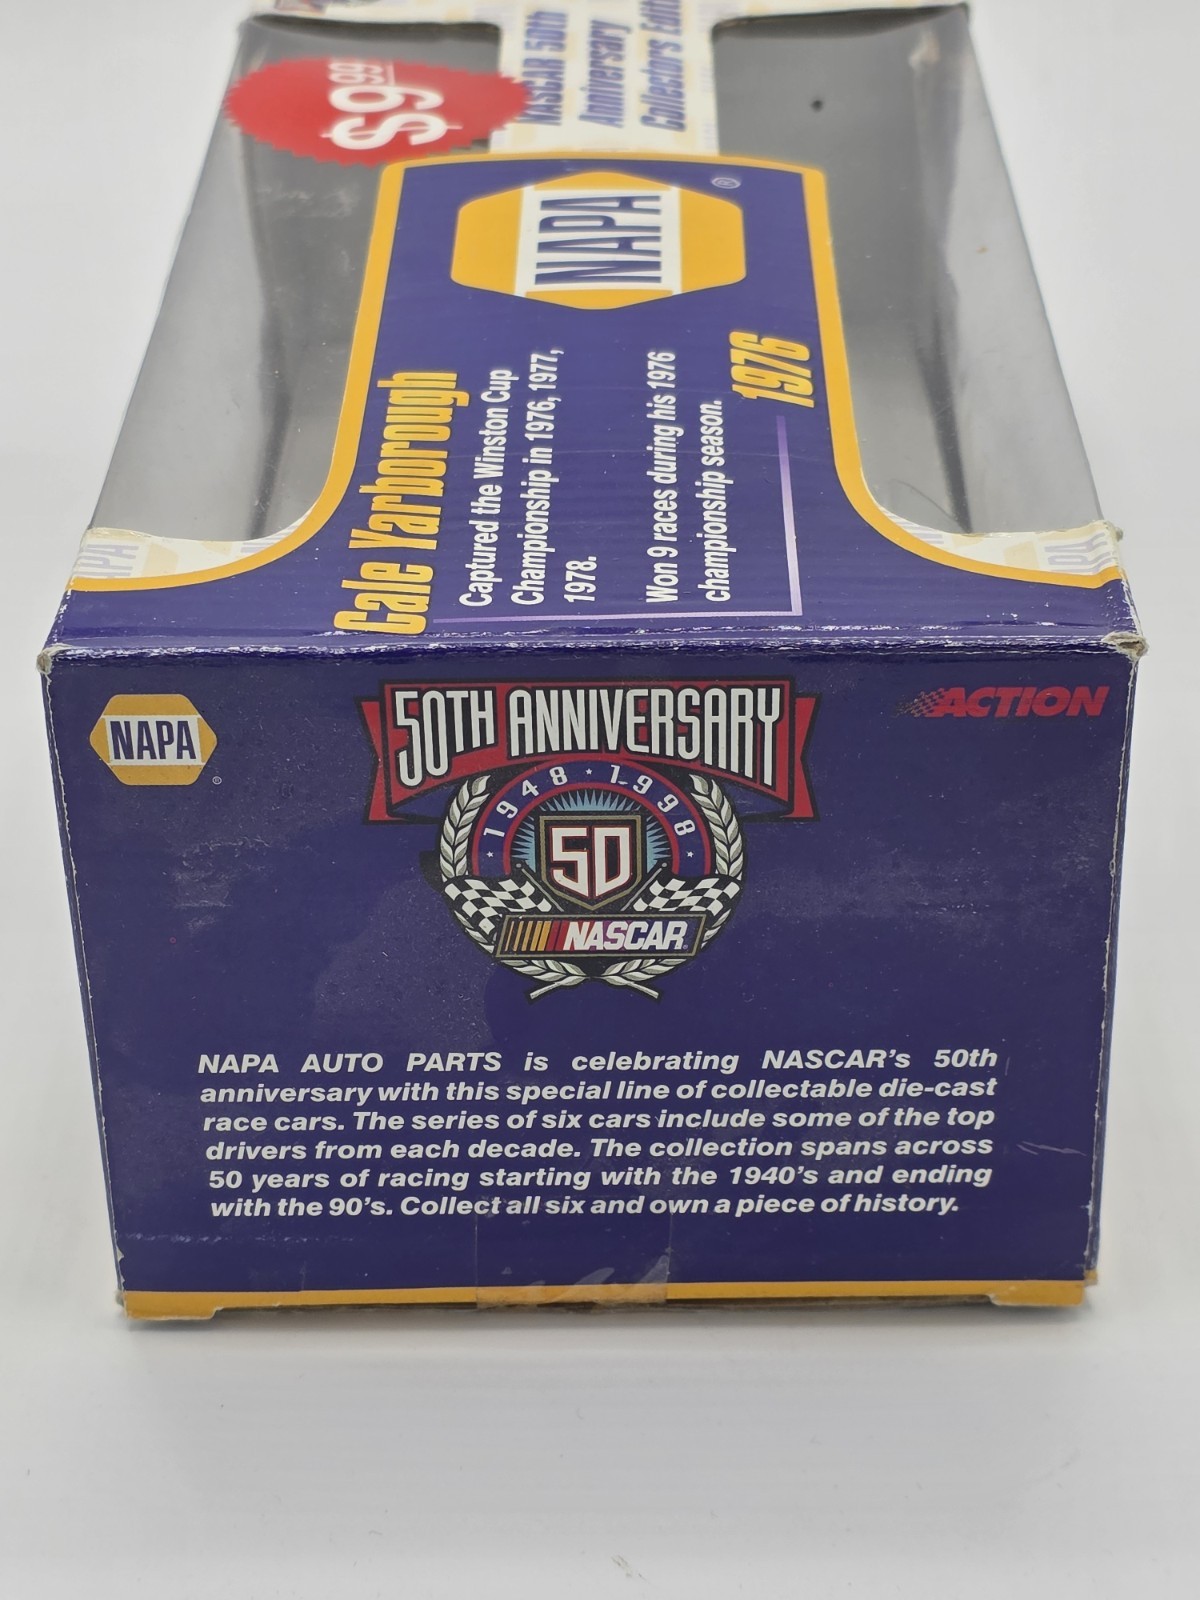 NASCAR 50th
Anniversary
Collectors
$9.99
NAPA
®
Cale Yarborough
Captured the Winston Cup
Championship in 1976, 1977,
1978.
Won 9 races during his 1976
championship season.
1976
NAPA
NAPA
®
50TH ANNIVERSARY
1948 · 1998
50
NASCAR
ACTION
NAPA AUTO PARTS is celebrating NASCAR's 50th
anniversary with this special line of collectable die-cast
race cars. The series of six cars include some of the top
drivers from each decade. The collection spans across
50 years of racing starting with the 1940's and ending
with the 90's. Collect all six and own a piece of history.